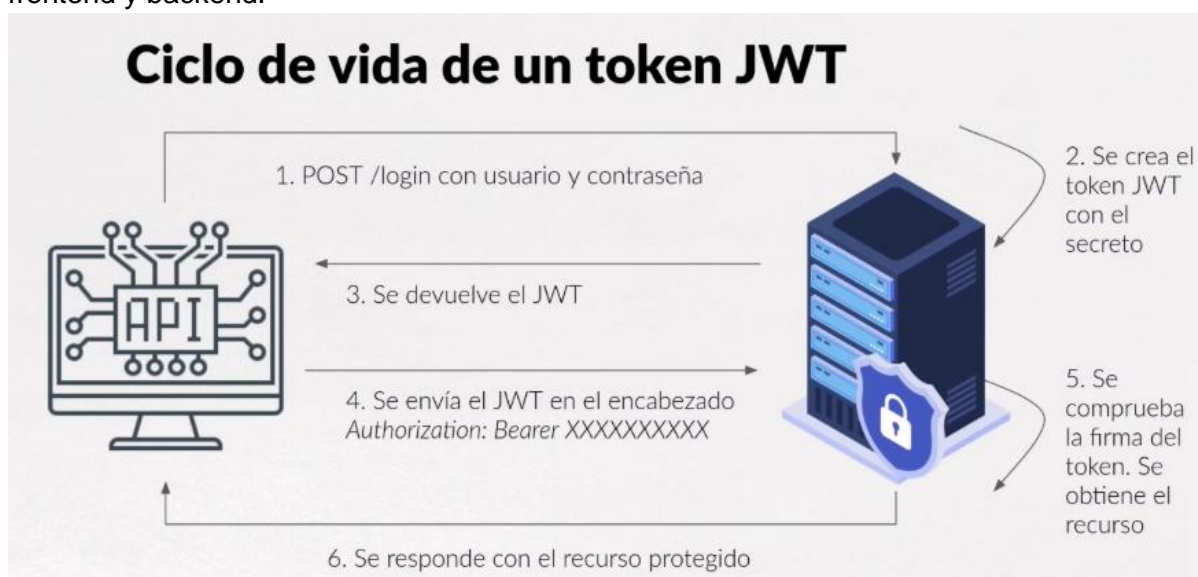 frontend y backend.
Ciclo de vida de un token JWT
1. POST /login con usuario y contraseña
2. Se crea el
token JWT
con el
secreto
3. Se devuelve el JWT
API
4. Se envía el JWT en el encabezado
Authorization: Bearer XXXXXXXXXX
5. Se
comprueba
la firma del
token. Se
obtiene el
recurso
6. Se responde con el recurso protegido